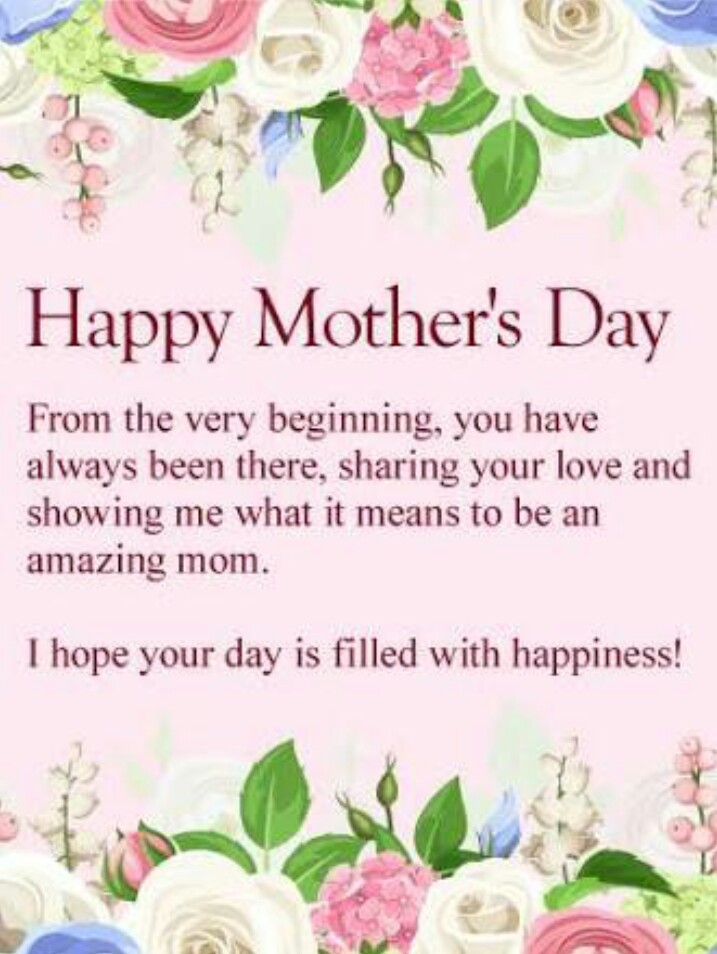 Happy Mother's Day
From the very beginning, you have
always been there, sharing your love and
showing me what it means to be an
amazing mom.
I hope your day is filled with happiness!